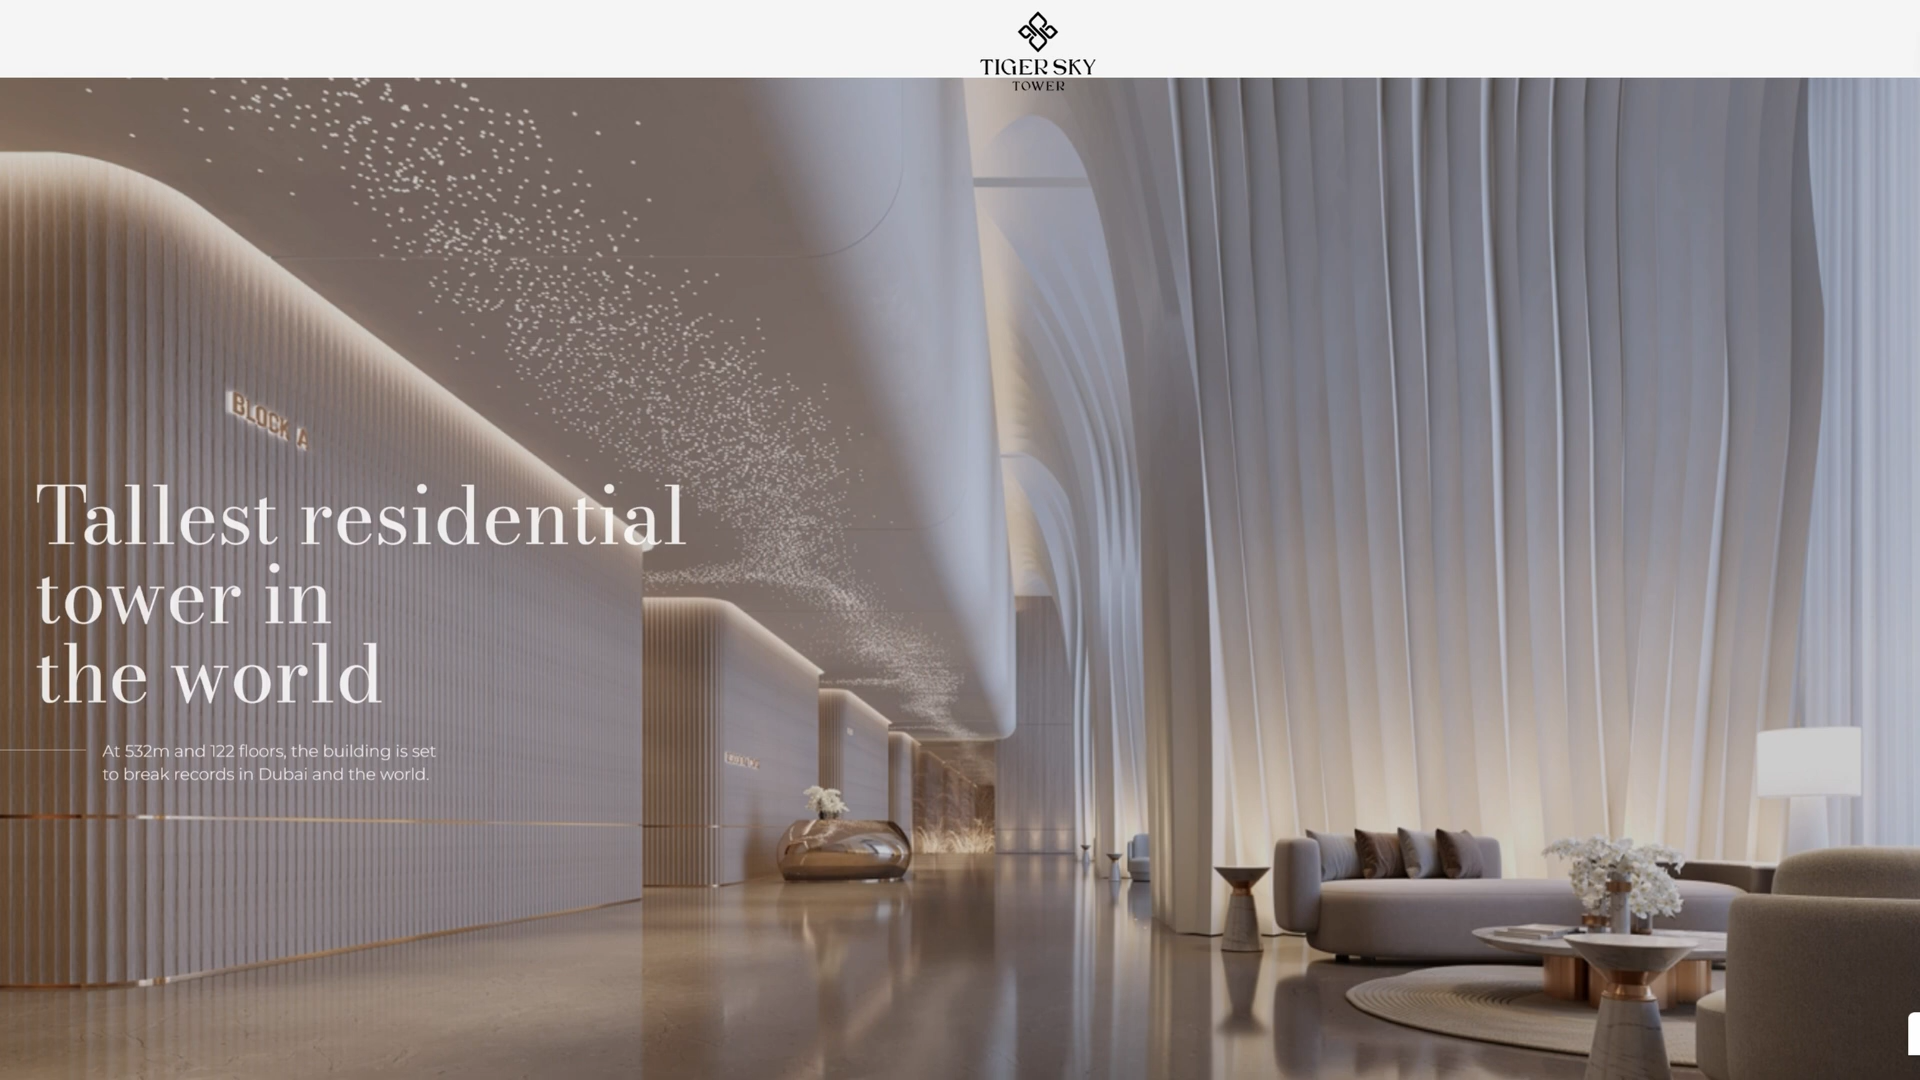 TIGER SKY
TOWER
BLOCK A
Tallest residential
tower in
the world
At 532m and 122 floors, the building is set
to break records in Dubai and the world.